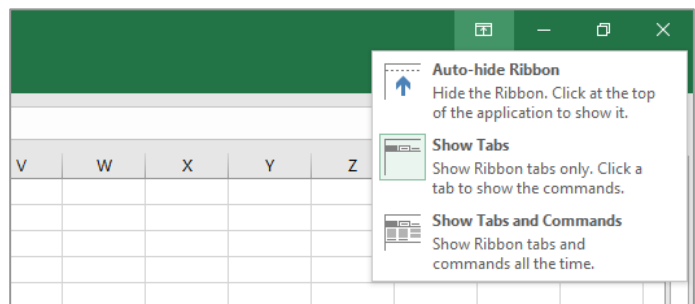 Auto-hide Ribbon
Hide the Ribbon. Click at the top
of the application to show it.
V W X Y Z
Show Tabs
Show Ribbon tabs only. Click a
tab to show the commands.
Show Tabs and Commands
Show Ribbon tabs and
commands all the time.